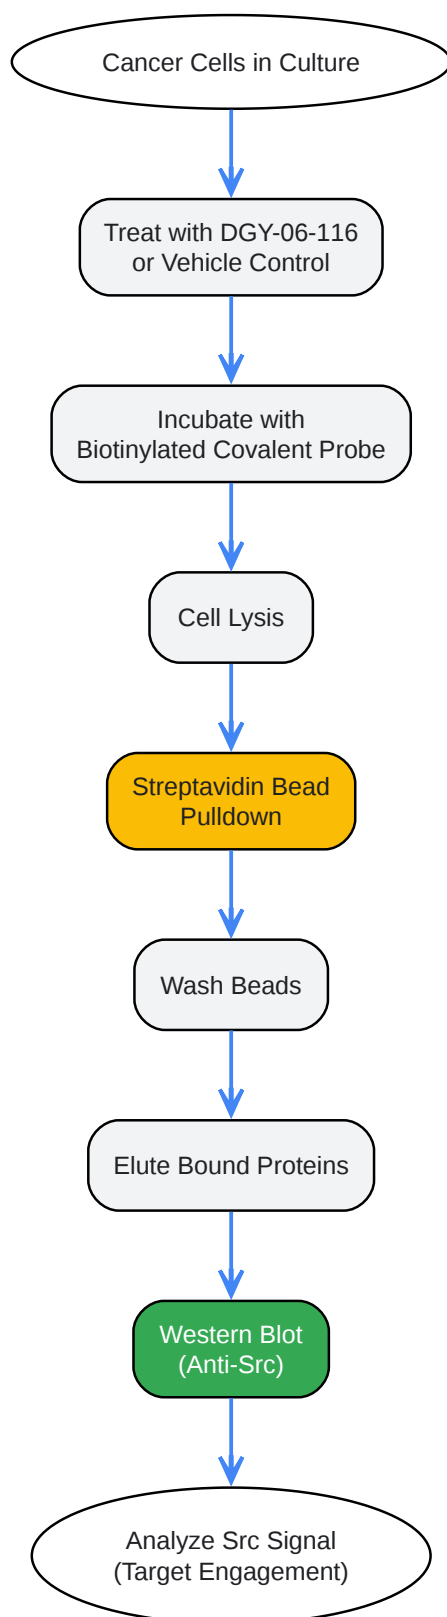 Cancer Cells in Culture
Treat with DGY-06-116
or Vehicle Control
Incubate with
Biotinylated Covalent Probe
Cell Lysis
Streptavidin Bead
Pulldown
Wash Beads
Elute Bound Proteins
Western Blot
(Anti-Src)
Analyze Src Signal
(Target Engagement)